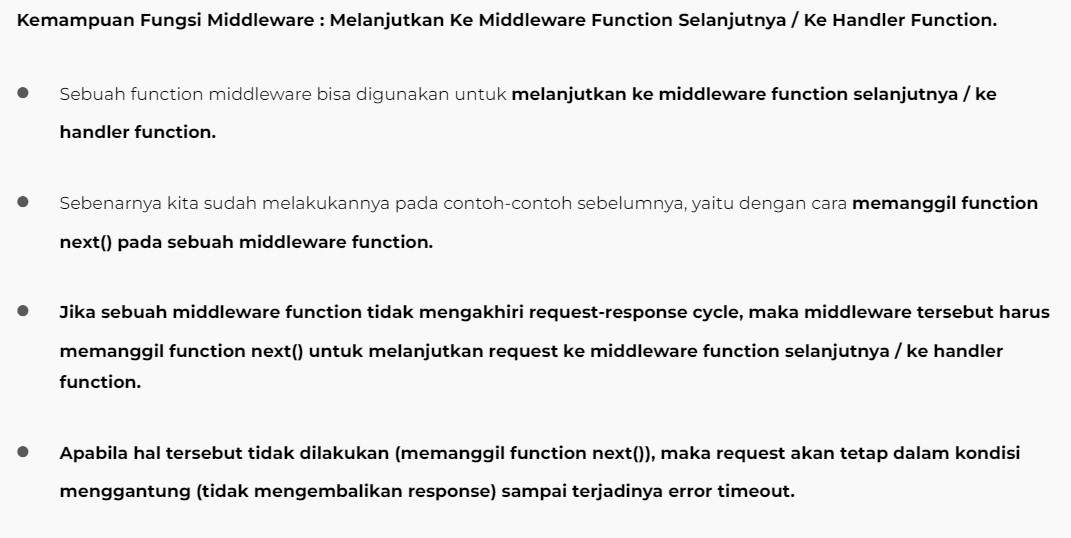 Kemampuan Fungsi Middleware : Melanjutkan Ke Middleware Function Selanjutnya / Ke Handler Function.
● Sebuah function middleware bisa digunakan untuk melanjutkan ke middleware function selanjutnya / ke
handler function.
● Sebenarnya kita sudah melakukannya pada contoh-contoh sebelumnya, yaitu dengan cara memanggil function
next() pada sebuah middleware function.
● Jika sebuah middleware function tidak mengakhiri request-response cycle, maka middleware tersebut harus
memanggil function next() untuk melanjutkan request ke middleware function selanjutnya / ke handler
function.
● Apabila hal tersebut tidak dilakukan (memanggil function next()), maka request akan tetap dalam kondisi
menggantung (tidak mengembalikan response) sampai terjadinya error timeout.